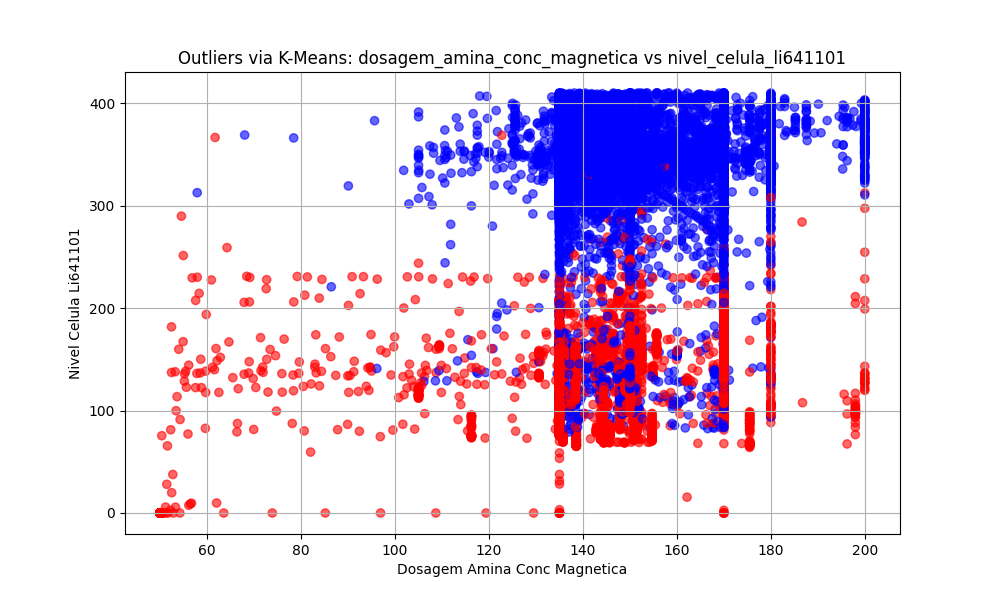 Outliers via K-Means: dosagem_amina_conc_magnetica vs nivel_celula_li641101
400
300
200
100
0
Nivel Celula Li641101
60 80 100 120 140 160 180 200
Dosagem Amina Conc Magnetica